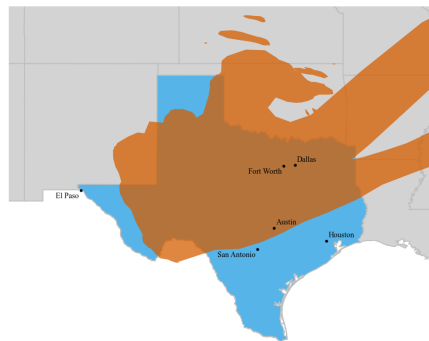 Dallas
Fort Worth
El Paso
Austin
Houston
San Antonio